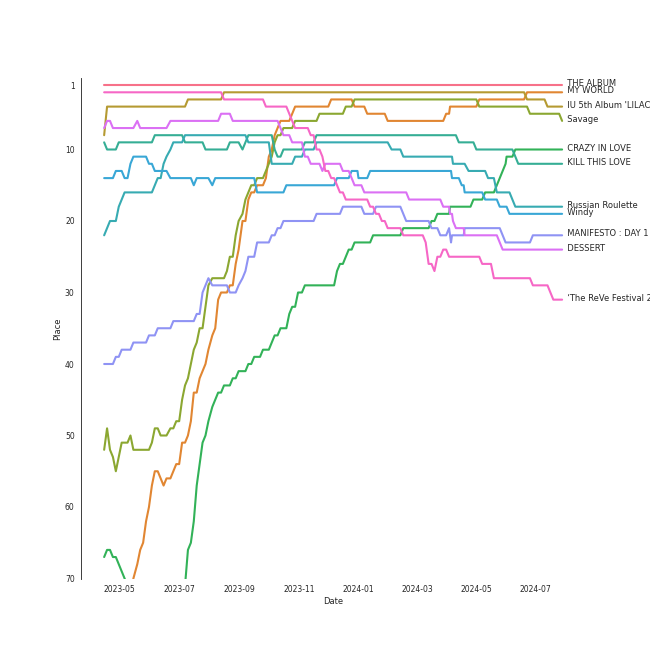 THE ALBUM
MY WORLD
IU 5th Album 'LILAC
Savage
CRAZY IN LOVE
KILL THIS LOVE
Russian Roulette
Windy
MANIFESTO : DAY 1
DESSERT
'The ReVe Festival 2
1
10
20
30
40
50
60
70
Place
2023-05
2023-07
2023-09
2023-11
2024-01
2024-03
2024-05
2024-07
Date